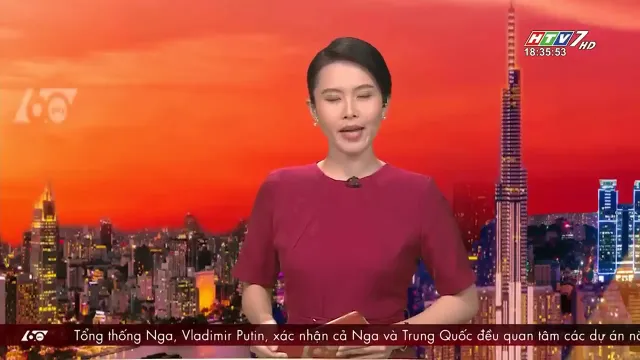 HTV7 HD
18:35:53
60
60 Tổng thống Nga, Vladimir Putin, xác nhận cả Nga và Trung Quốc đều quan tâm các dự án